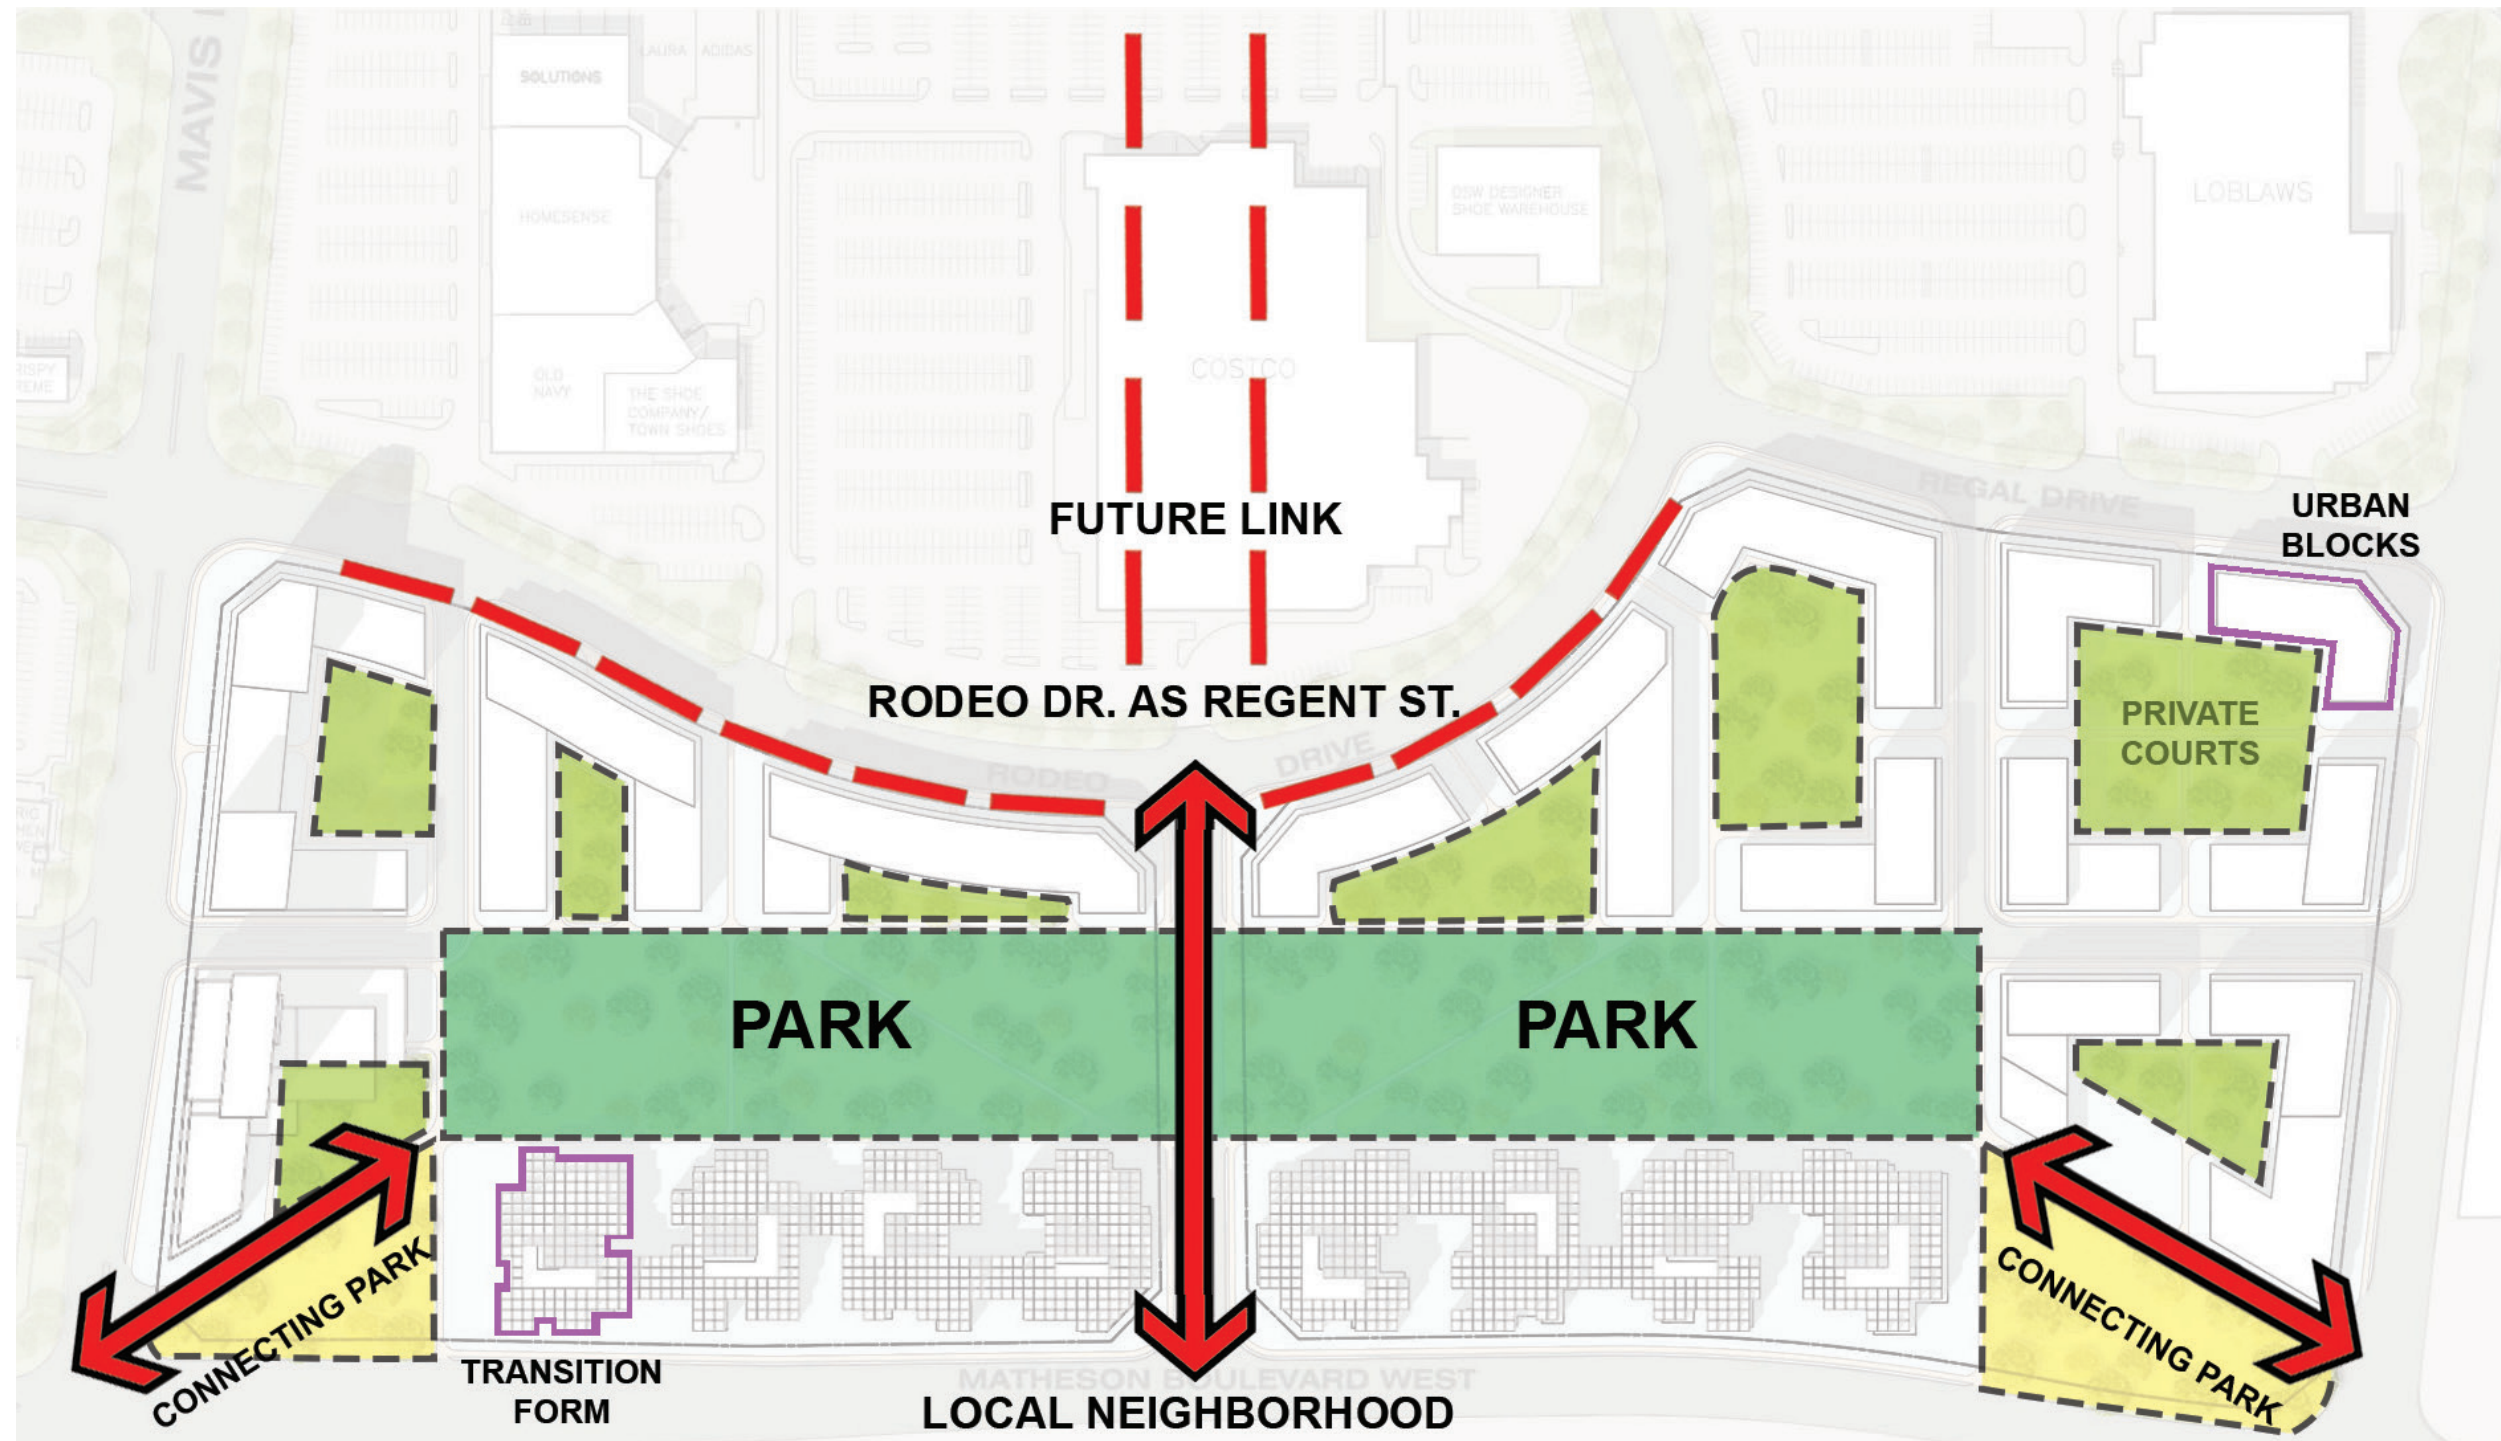 MAVIS
SOLUTIONS
LAURA
ADIDAS
HOMESENSE
OLD
NAVY
THE SHOE
COMPANY/
TOWN SHOES
COSTCO
DSW DESIGNER
SHOE WAREHOUSE
LOBLAWS
FUTURE LINK
REGAL DRIVE
URBAN
BLOCKS
RODEO DR. AS REGENT ST.
RODEO
DRIVE
PRIVATE
COURTS
PARK
PARK
CONNECTING PARK
CONNECTING PARK
TRANSITION
FORM
MATHESON BOULEVARD WEST
LOCAL NEIGHBORHOOD